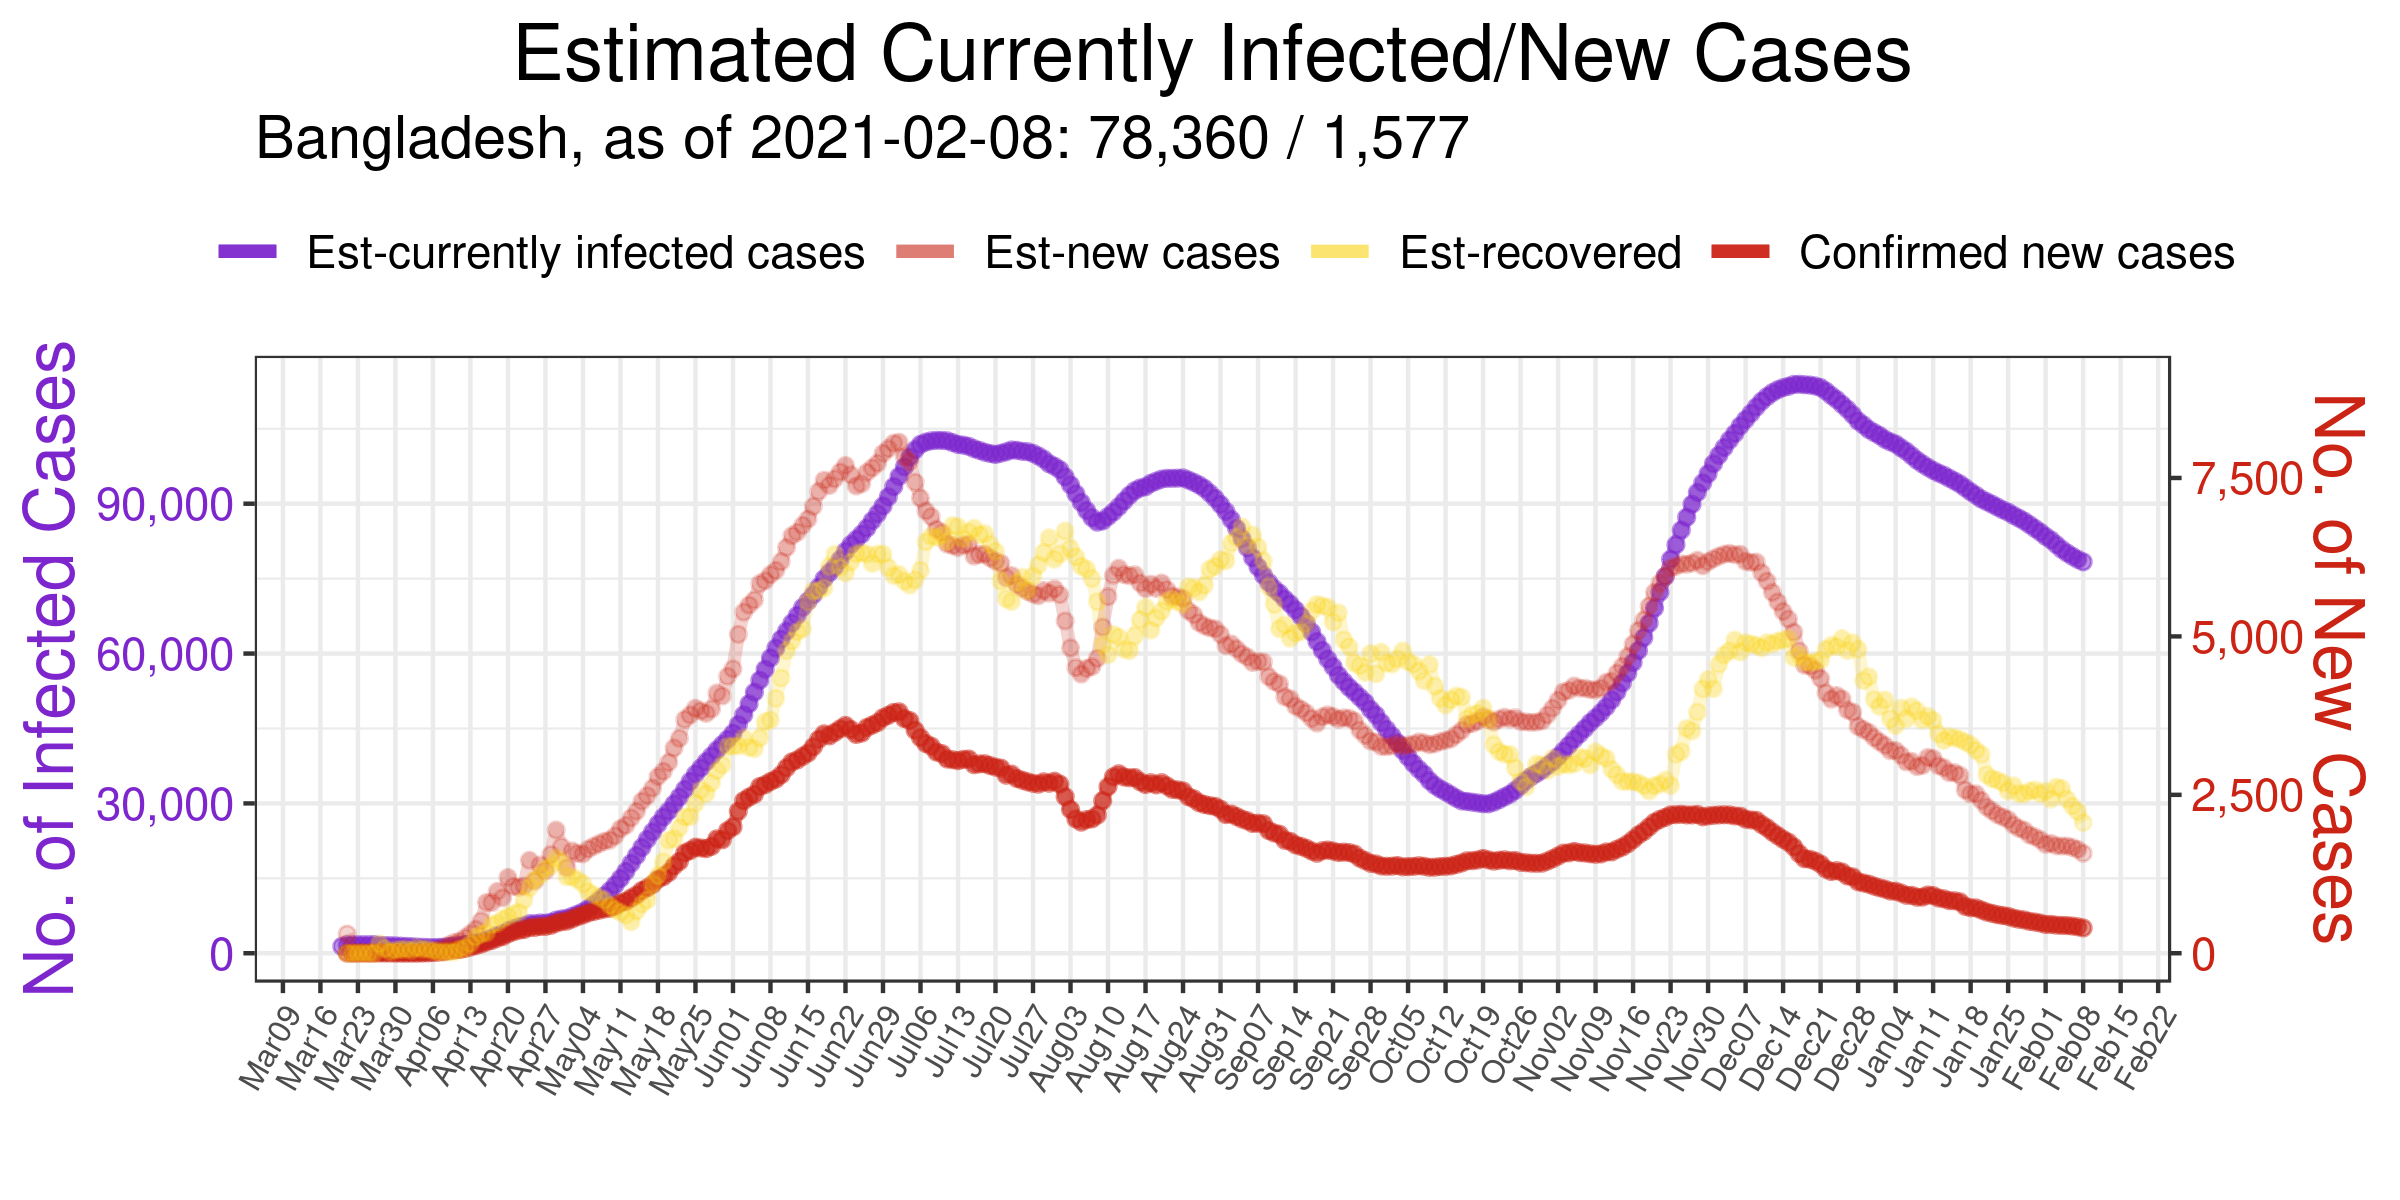 Estimated Currently Infected/New Cases
Bangladesh, as of 2021-02-08: 78,360 / 1,577
Est-currently infected cases Est-new cases Est-recovered Confirmed new cases
No. of Infected Cases
90,000
60,000
30,000
0
7,500
5,000
2,500
0
No. of New Cases
Mar09 Mar16 Mar23 Mar30 Apr06 Apr13 Apr20 Apr27 May04 May11 May18 May25 Jun01 Jun08 Jun15 Jun22 Jun29 Jul06 Jul13 Jul20 Jul27 Aug03 Aug10 Aug17 Aug24 Aug31 Sep07 Sep14 Sep21 Sep28 Oct05 Oct12 Oct19 Oct26 Nov02 Nov09 Nov16 Nov23 Nov30 Dec07 Dec14 Dec21 Dec28 Jan04 Jan11 Jan18 Jan25 Feb01 Feb08 Feb15 Feb22